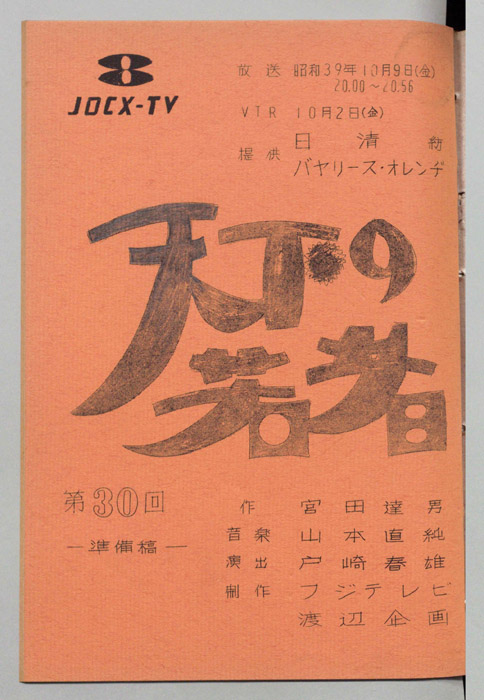 JOCX-TV
放送 昭和39年10月9日(金)
20.00～20.56
VTR 10月2日(金)
提供 日清
バヤリース・オレンヂ
天下の
若者
第30回
―準備稿―
作 宮田達男
音楽 山本直純
演出 戸崎春雄
制作 フジテレビ
渡辺企画